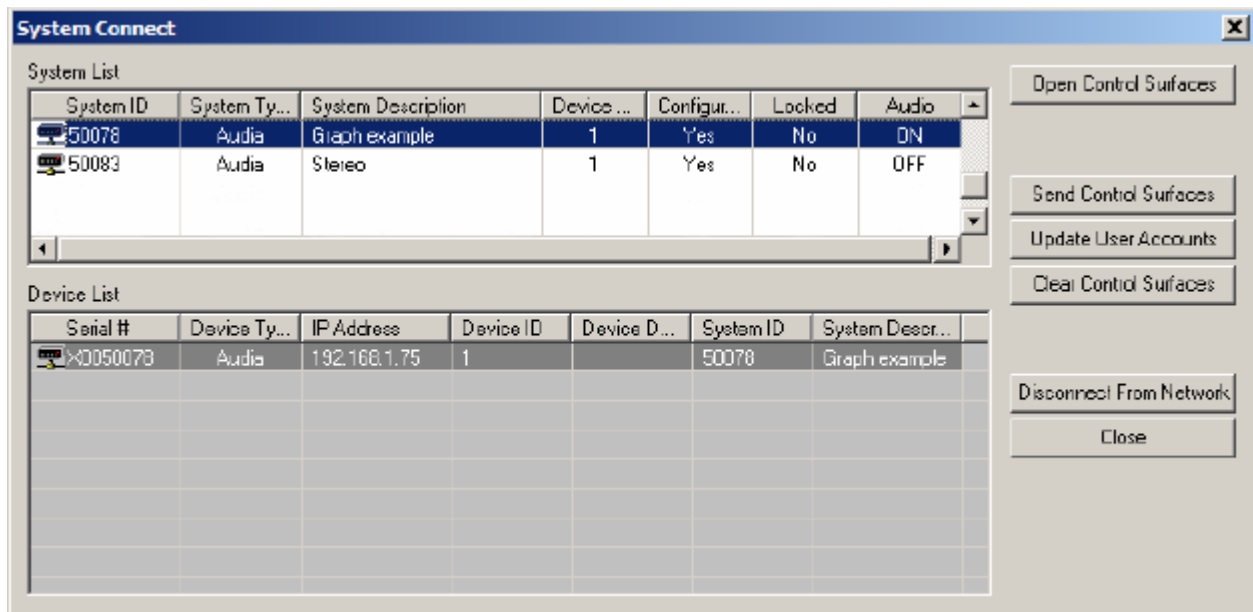 System Connect
System List
Open Control Surfaces
System ID System Ty... System Description Device ... Configur... Locked Audio
50078 Audia Graph example 1 Yes No ON
50083 Audia Stereo 1 Yes No OFF
Send Control Surfaces
Update User Accounts
Clear Control Surfaces
Device List
Serial # Device Ty... IP Address Device ID Device D... System ID System Descr...
X0050078 Audia 192.168.1.75 1 50078 Graph example
Disconnect From Network
Close